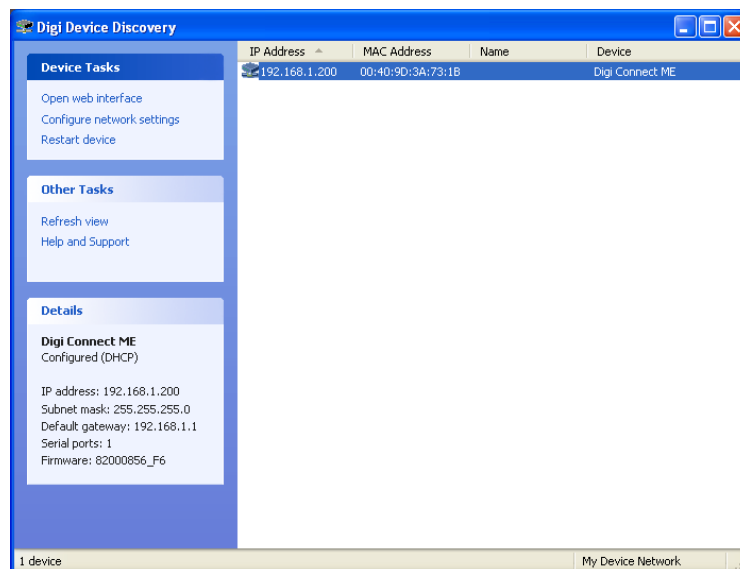 Digi Device Discovery
Device Tasks
Open web interface
Configure network settings
Restart device
Other Tasks
Refresh view
Help and Support
Details
Digi Connect ME
Configured (DHCP)
IP address: 192.168.1.200
Subnet mask: 255.255.255.0
Default gateway: 192.168.1.1
Serial ports: 1
Firmware: 82000856_F6
IP Address MAC Address Name Device
192.168.1.200 00:40:9D:3A:73:1B Digi Connect ME
1 device My Device Network